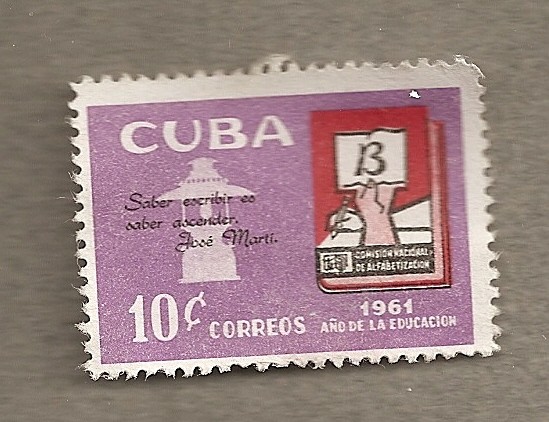 CUBA
Saber escribir es
saber ascender.
José Martí.
B
COMISION NACIONAL
DE ALFABETIZACION
10¢ CORREOS
1961
AÑO DE LA EDUCACION